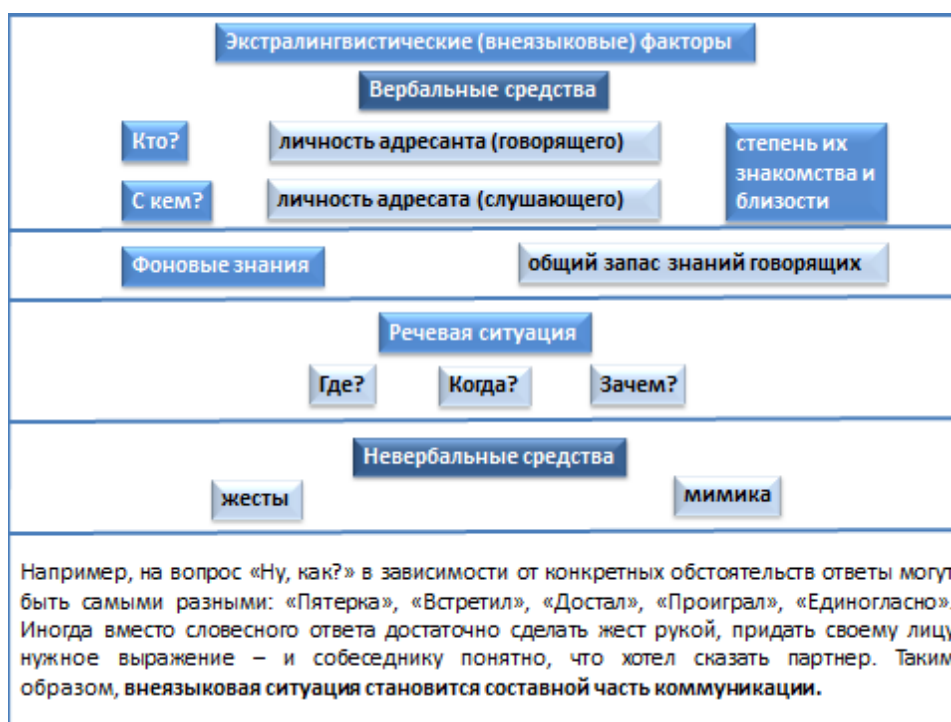 Экстралингвистические (внеязыковые) факторы
Вербальные средства
Кто?
личность адресанта (говорящего)
степень их
знакомства и
близости
С кем?
личность адресата (слушающего)
Фоновые знания
общий запас знаний говорящих
Речевая ситуация
Где?
Когда?
Зачем?
Невербальные средства
жесты
мимика
Например, на вопрос «Ну, как?» в зависимости от конкретных обстоятельств ответы могут
быть самыми разными: «Пятерка», «Встретил», «Достал», «Проиграл», «Единогласно».
Иногда вместо словесного ответа достаточно сделать жест рукой, придать своему лицу
нужное выражение – и собеседнику понятно, что хотел сказать партнер. Таким
образом, внеязыковая ситуация становится составной часть коммуникации.